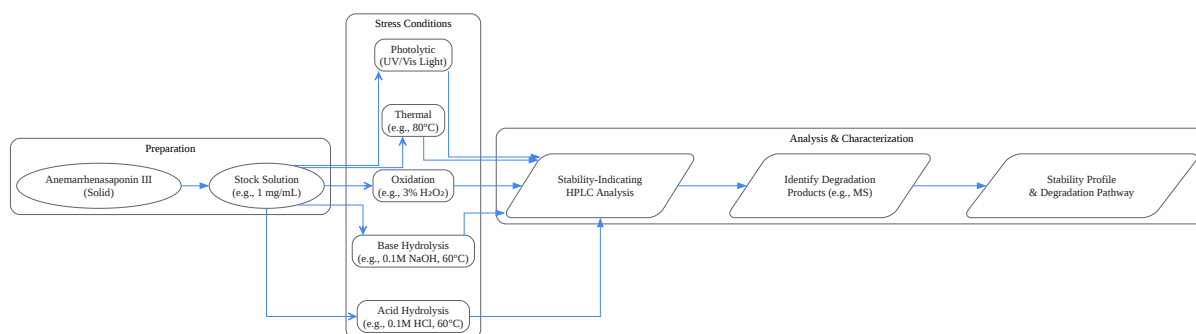 Stress Conditions
Photolytic
(UV/Vis Light)
Thermal
(e.g., 80°C)
Preparation
Analysis & Characterization
Anemarrhenasaponin III
(Solid)
Stock Solution
(e.g., 1 mg/mL)
Oxidation
(e.g., 3% H₂O₂)
Stability-Indicating
HPLC Analysis
Identify Degradation
Products (e.g., MS)
Stability Profile
& Degradation Pathway
Base Hydrolysis
(e.g., 0.1M NaOH, 60°C)
Acid Hydrolysis
(e.g., 0.1M HCl, 60°C)